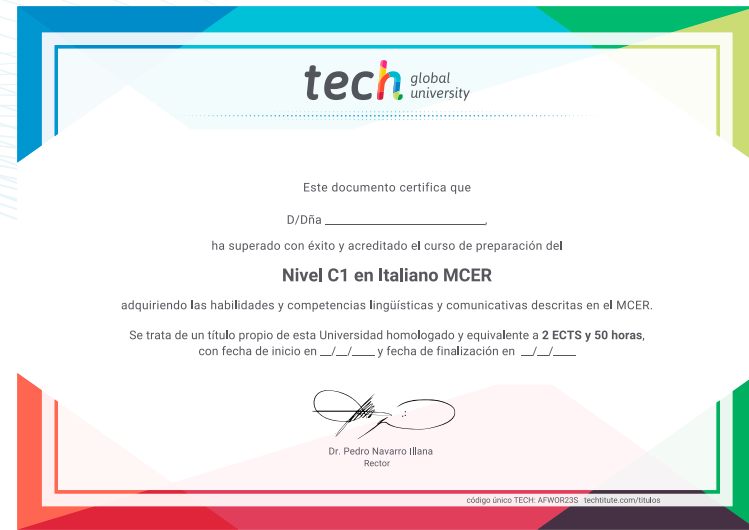 tech global university
Este documento certifica que
D/Dña ______________________,
ha superado con éxito y acreditado el curso de preparación del
Nivel C1 en Italiano MCER
adquiriendo las habilidades y competencias lingüísticas y comunicativas descritas en el MCER.
Se trata de un título propio de esta Universidad homologado y equivalente a 2 ECTS y 50 horas,
con fecha de inicio en __/__/____ y fecha de finalización en __/__/____
Dr. Pedro Navarro Illana
Rector
código único TECH: AFWOR23S techtitute.com/titulos